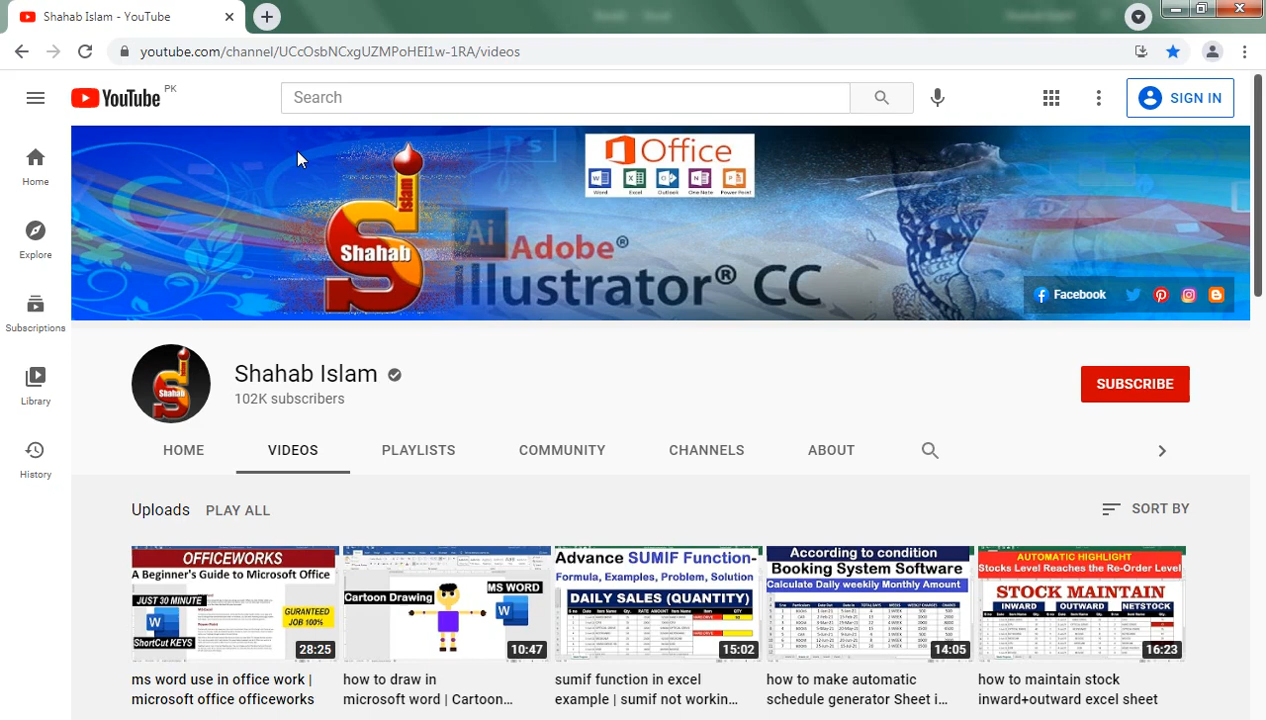 Shahab Islam - YouTube
youtube.com/channel/UCcOsbNCxgUZMPoHEI1w-1RA/videos
YouTube PK
Search
SIGN IN
Home
Explore
Subscriptions
Library
History
Ps
Office
Word Excel Outlook One Note Power Point
Islam
Shahab
Ai
Adobe®
illustrator® CC
Facebook
Shahab
Shahab Islam
102K subscribers
SUBSCRIBE
HOME VIDEOS PLAYLISTS COMMUNITY CHANNELS ABOUT
Uploads PLAY ALL
SORT BY
OFFICEWORKS
A Beginner's Guide to Microsoft Office
JUST 30 MINUTE
GURANTEED
JOB 100%
ShortCut KEYS
28:25
ms word use in office work |
microsoft office officeworks
MS WORD
Cartoon Drawing
10:47
how to draw in
microsoft word | Cartoon...
Advance SUMIF Function-
Formula, Examples, Problem, Solution
DAILY SALES (QUANTITY)
15:02
sumif function in excel
example | sumif not workin...
According to condition
Booking System Software
Calculate Daily weekly Monthly Amount
14:05
how to make automatic
schedule generator Sheet i...
AUTOMATIC HIGHLIGHT
Stocks Level Reaches the Re-Order Level
STOCK MAINTAIN
INWARD OUTWARD NETSTOCK
16:23
how to maintain stock
inward+outward excel sheet